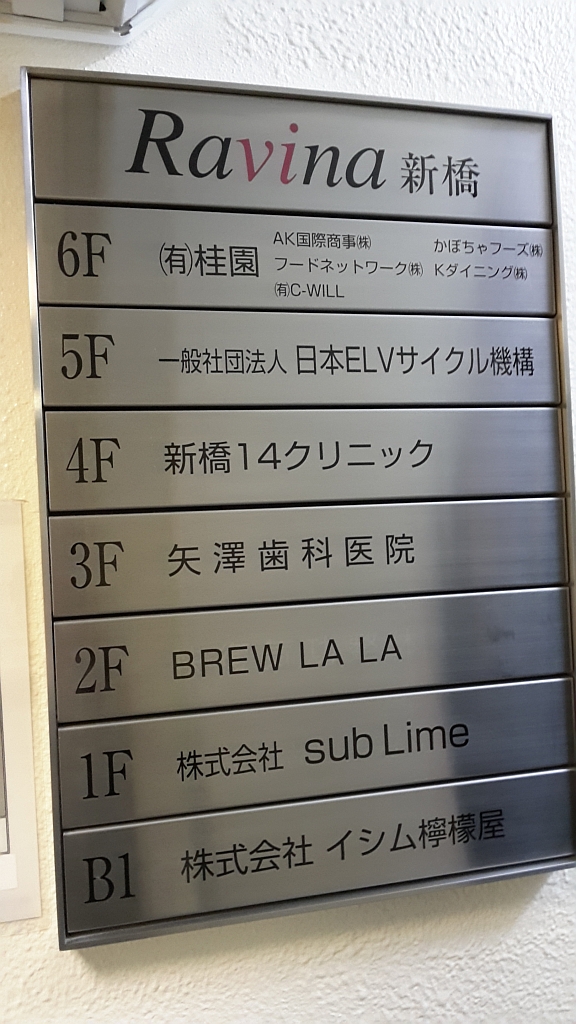 Ravina 新橋
6F ㈲桂園 AK国際商事㈱ かぼちゃフーズ㈱
フードネットワーク㈱ Kダイニング㈱
㈲C-WILL
5F 一般社団法人 日本ELVサイクル機構
4F 新橋14クリニック
3F 矢澤歯科医院
2F BREW LA LA
1F 株式会社 sub Lime
B1 株式会社 イシム檸檬屋